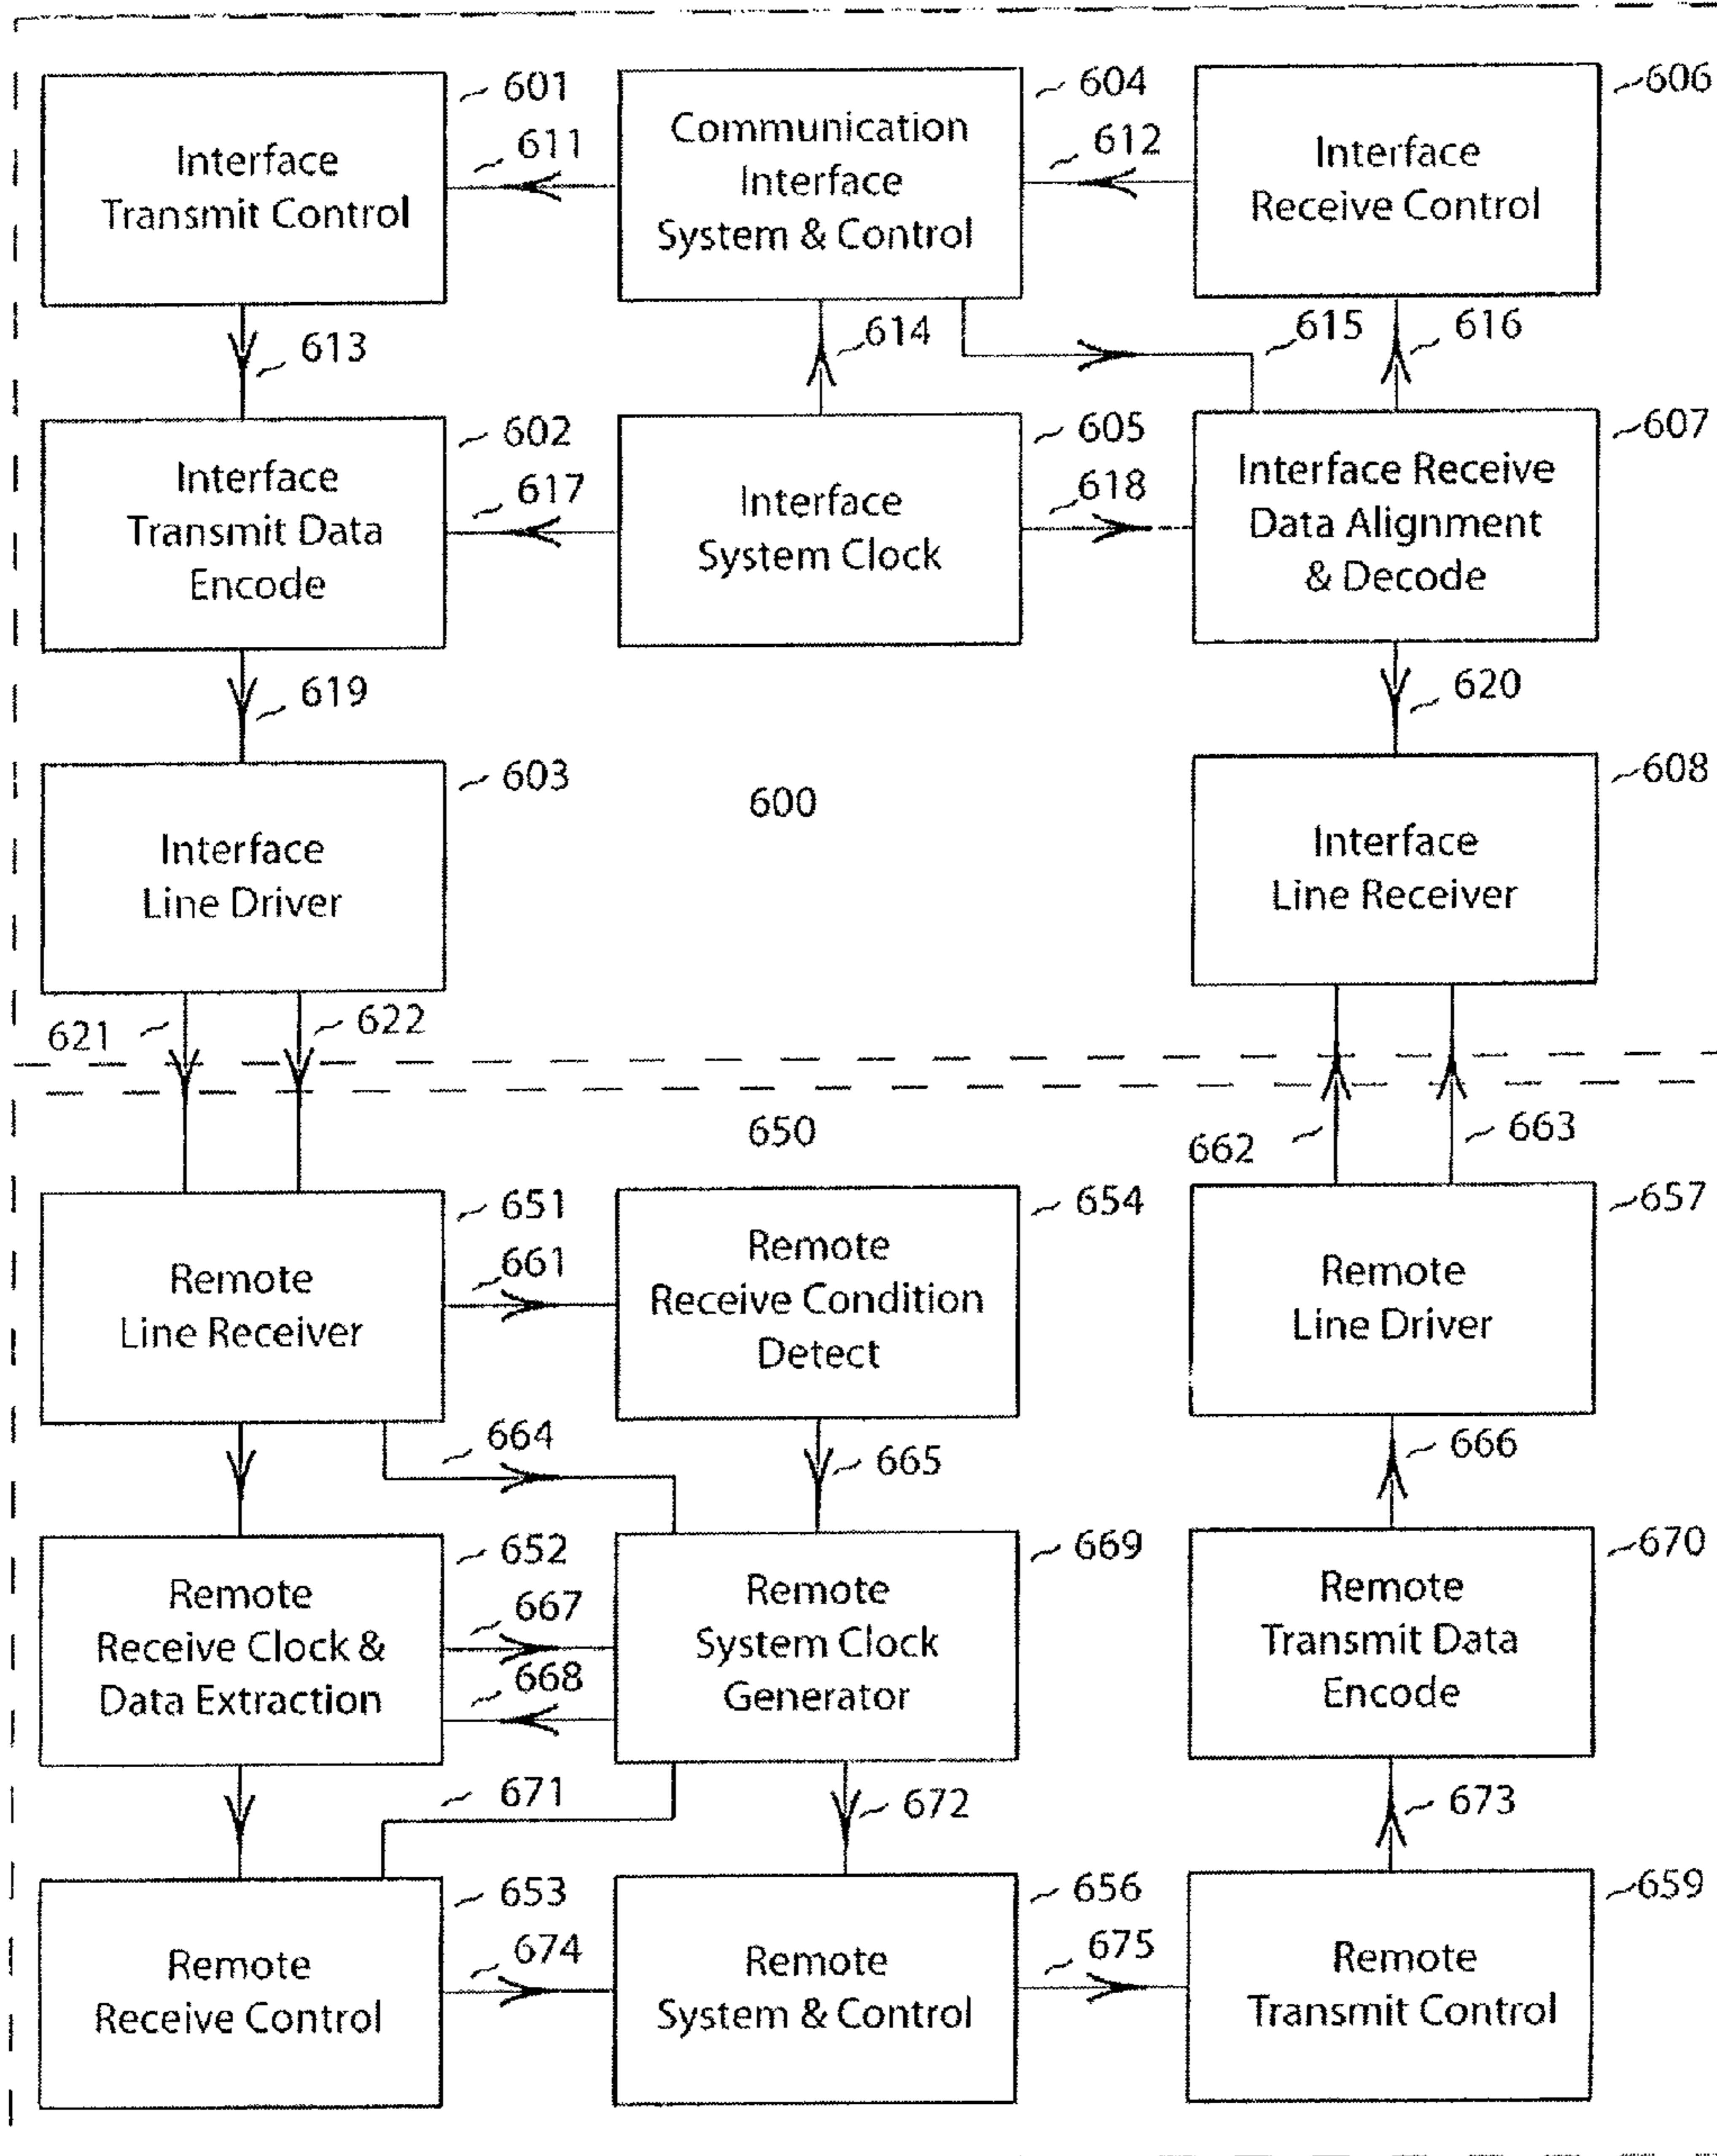 601
604
606
Interface
Transmit Control
611
Communication
Interface
System & Control
612
Interface
Receive Control
613
614
615
616
602
605
607
Interface
Transmit Data
Encode
617
Interface
System Clock
618
Interface Receive
Data Alignment
& Decode
619
620
603
600
608
Interface
Line Driver
Interface
Line Receiver
621
622
650
662
663
651
654
657
Remote
Line Receiver
661
Remote
Receive Condition
Detect
Remote
Line Driver
664
665
666
652
669
670
Remote
Receive Clock &
Data Extraction
667
668
Remote
System Clock
Generator
Remote
Transmit Data
Encode
671
672
673
653
656
659
Remote
Receive Control
674
Remote
System & Control
675
Remote
Transmit Control